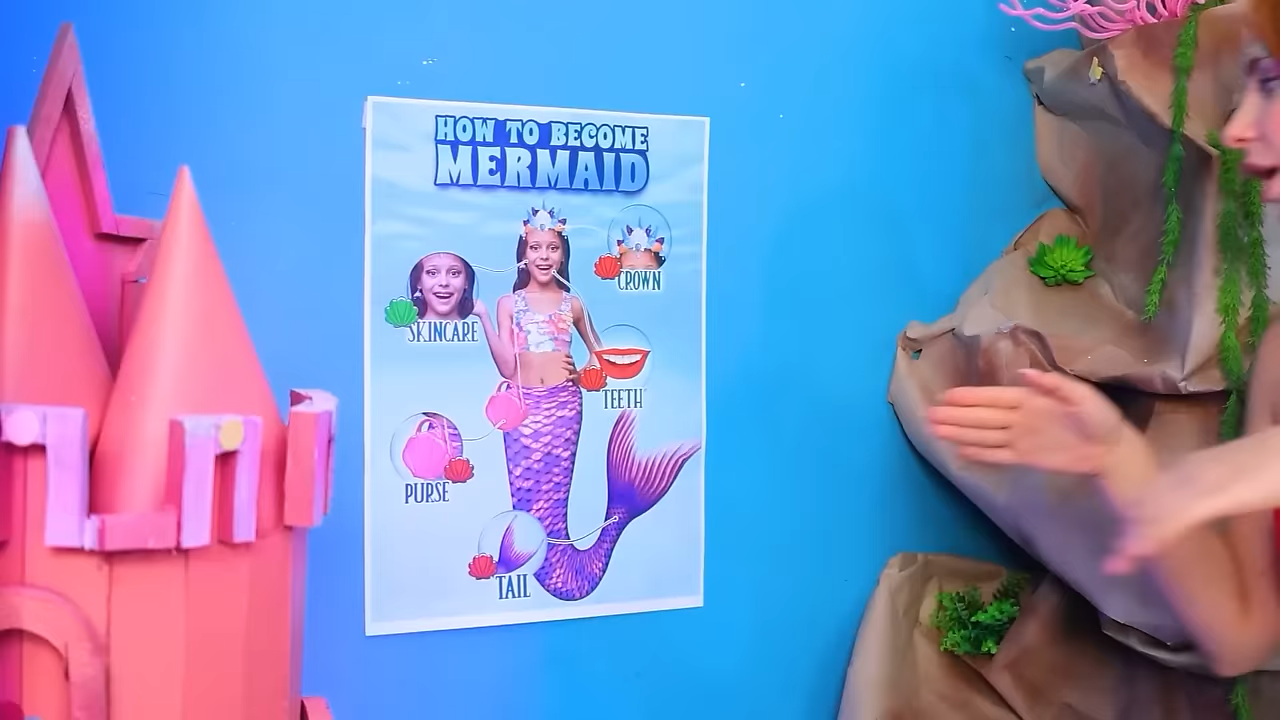 HOW TO BECOME
MERMAID
CROWN
SKINCARE
TEETH
PURSE
TAIL